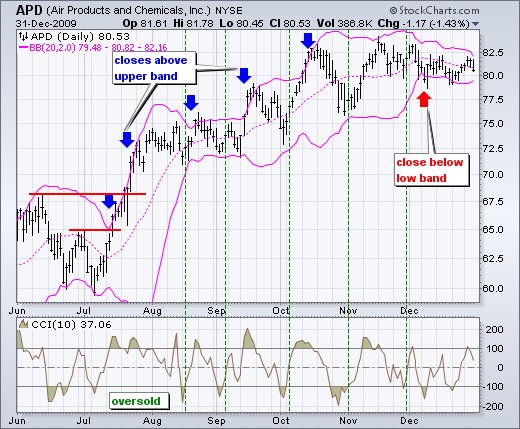 APD (Air Products and Chemicals, Inc.) NYSE © StockCharts.com
31-Dec-2009 Op 81.61 Hi 81.78 Lo 80.45 Cl 80.53 Vol 386.8K Chg -1.17 (-1.43%)
APD (Daily) 80.53
BB(20,2.0) 79.48 - 80.82 - 82.16
closes above
upper band
close below
low band
82.5
80.0
77.5
75.0
72.5
70.0
67.5
65.0
62.5
60.0
Jun Jul Aug Sep Oct Nov Dec
CCI(10) 37.06
200
100
0
-100
-200
oversold
Jun Jul Aug Sep Oct Nov Dec